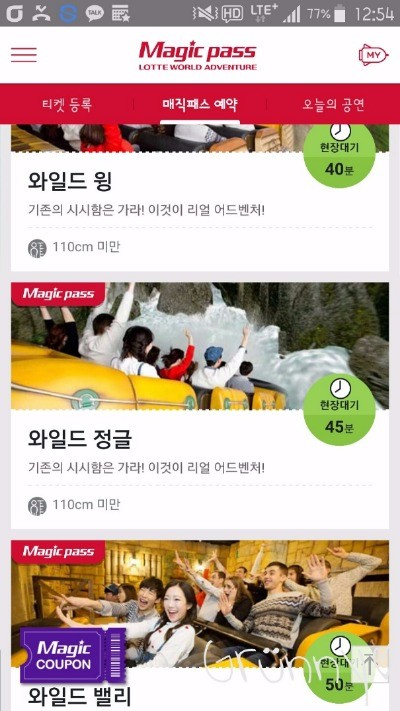 TALK
HD
LTE+
77%
12:54
Magic pass
LOTTE WORLD ADVENTURE
MY
티켓 등록
매직패스 예약
오늘의 공연
현장대기
40분
와일드 윙
기존의 시시함은 가라! 이것이 리얼 어드벤처!
110cm 미만
Magic pass
현장대기
45분
와일드 정글
기존의 시시함은 가라! 이것이 리얼 어드벤처!
110cm 미만
Magic pass
Magic
COUPON
현장대기
50분
와일드 밸리